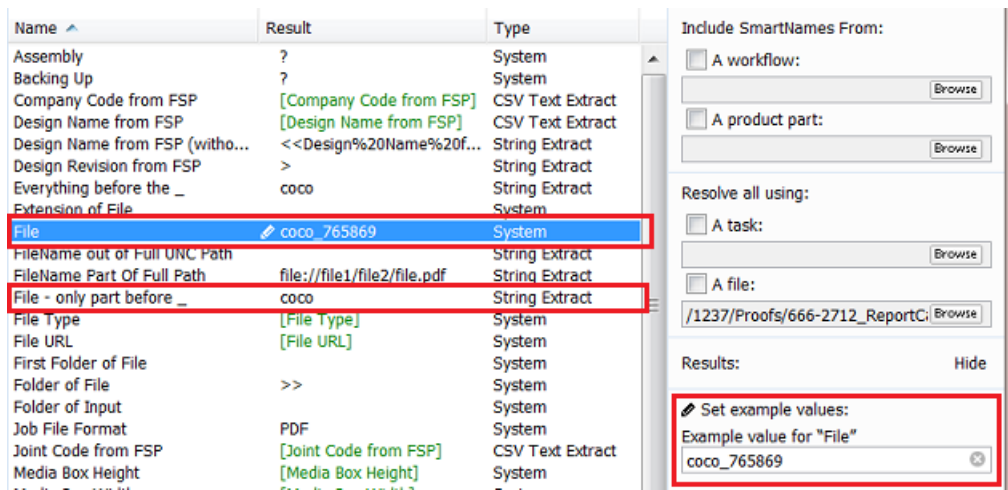 Name Result Type
Assembly ? System
Backing Up ? System
Company Code from FSP [Company Code from FSP] CSV Text Extract
Design Name from FSP [Design Name from FSP] CSV Text Extract
Design Name from FSP (witho... <<Design%20Name%20f... String Extract
Design Revision from FSP > String Extract
Everything before the _ coco String Extract
Extension of File System
File coco_765869 System
FileName out of Full UNC Path String Extract
FileName Part Of Full Path file://file1/file2/file.pdf String Extract
File - only part before _ coco String Extract
File Type [File Type] System
File URL [File URL] System
First Folder of File System
Folder of File >> System
Folder of Input System
Job File Format PDF System
Joint Code from FSP [Joint Code from FSP] CSV Text Extract
Media Box Height [Media Box Height] System
Include SmartNames From:
A workflow:
Browse
A product part:
Browse
Resolve all using:
A task:
Browse
A file:
/1237/Proofs/666-2712_ReportCa Browse
Results: Hide
Set example values:
Example value for "File"
coco_765869